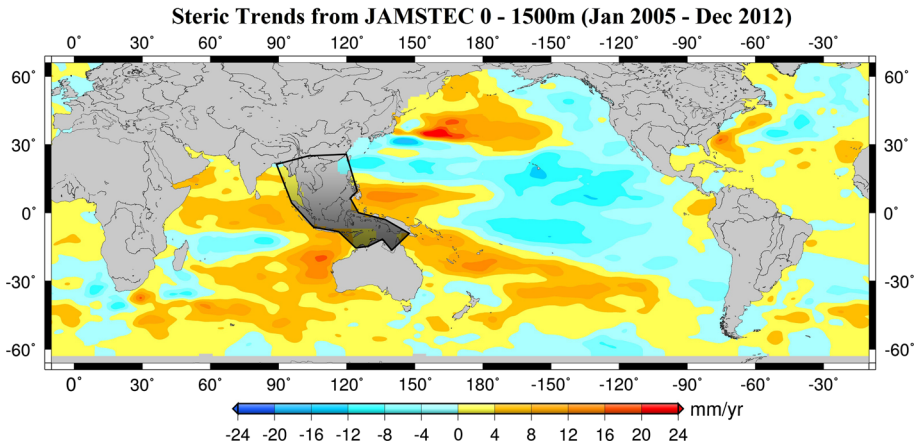 Steric Trends from JAMSTEC 0 - 1500m (Jan 2005 - Dec 2012)
0˚ 30˚ 60˚ 90˚ 120˚ 150˚ 180˚ -150˚ -120˚ -90˚ -60˚ -30˚
60˚ 60˚
30˚ 30˚
0˚ 0˚
-30˚ -30˚
-60˚ -60˚
0˚ 30˚ 60˚ 90˚ 120˚ 150˚ 180˚ -150˚ -120˚ -90˚ -60˚ -30˚
mm/yr
-24 -20 -16 -12 -8 -4 0 4 8 12 16 20 24